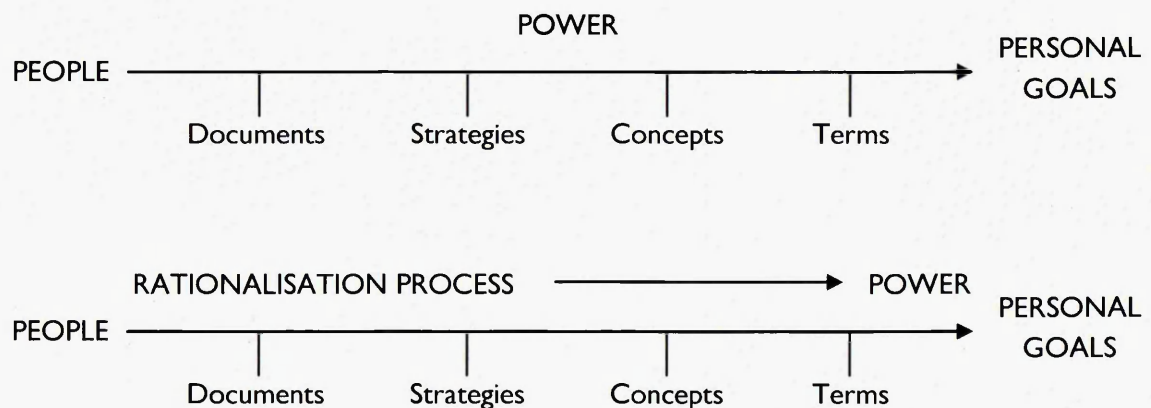 POWER
PEOPLE
PERSONAL
GOALS
Documents Strategies Concepts Terms
RATIONALISATION PROCESS POWER
PEOPLE
PERSONAL
GOALS
Documents Strategies Concepts Terms